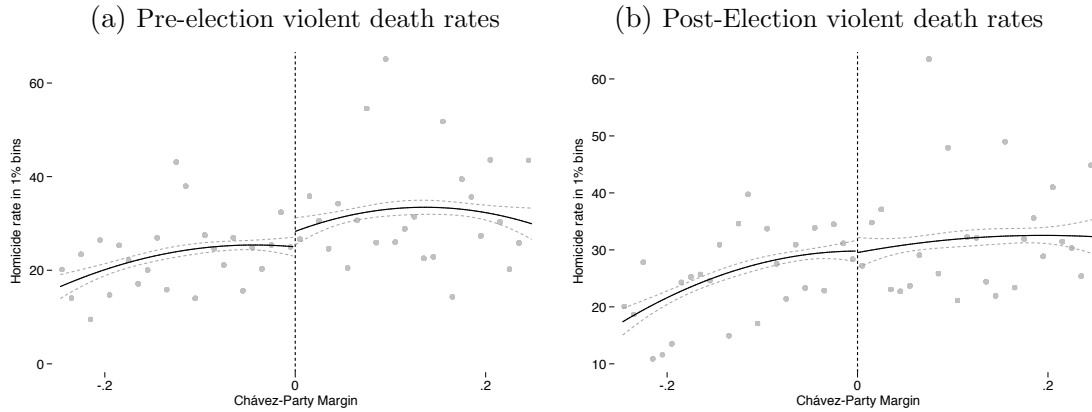 (a) Pre-election violent death rates
Homicide rate in 1% bins
60
40
20
0
-.2
0
.2
Chávez-Party Margin
(b) Post-Election violent death rates
Homicide rate in 1% bins
60
50
40
30
20
10
-.2
0
.2
Chávez-Party Margin